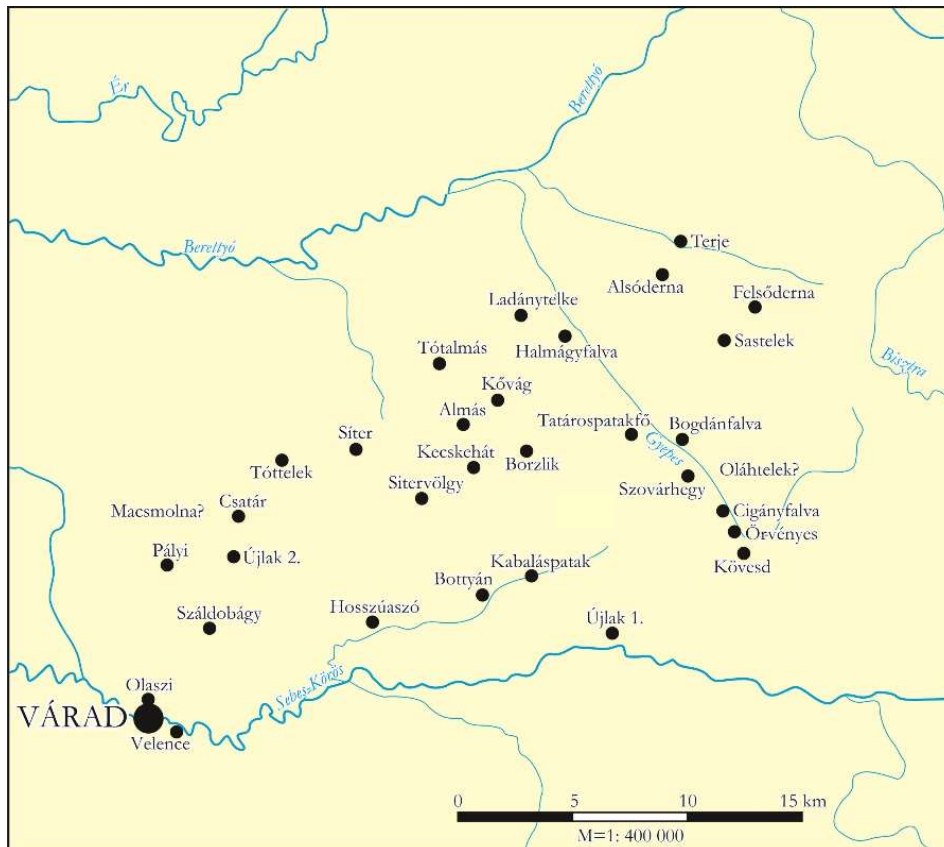 Ér
Berettyó
Berettyó
Terje
Alsóderna
Felsőderna
Ladánytelke
Halmágyfalva
Sastelek
Tótalmás
Bisztra
Kővág
Almás
Tatárospatakfő
Bogdánfalva
Síter
Gyepes
Kecskehát
Borzlik
Tóttelek
Oláhtelek?
Sitervölgy
Szovárhegy
Csatár
Macsmolna?
Cigányfalva
Örvényes
Pályi
Újlak 2.
Kabaláspatak
Kövesd
Bottyán
Hosszúaszó
Száldobágy
Újlak 1.
Olaszi
Sebes-Körös
VÁRAD
Velence
0 5 10 15 km
M=1: 400 000